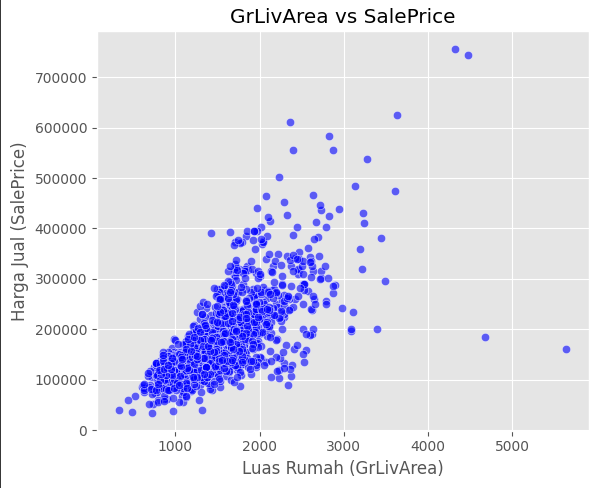 GrLivArea vs SalePrice
Harga Jual (SalePrice)
700000
600000
500000
400000
300000
200000
100000
0
1000 2000 3000 4000 5000
Luas Rumah (GrLivArea)